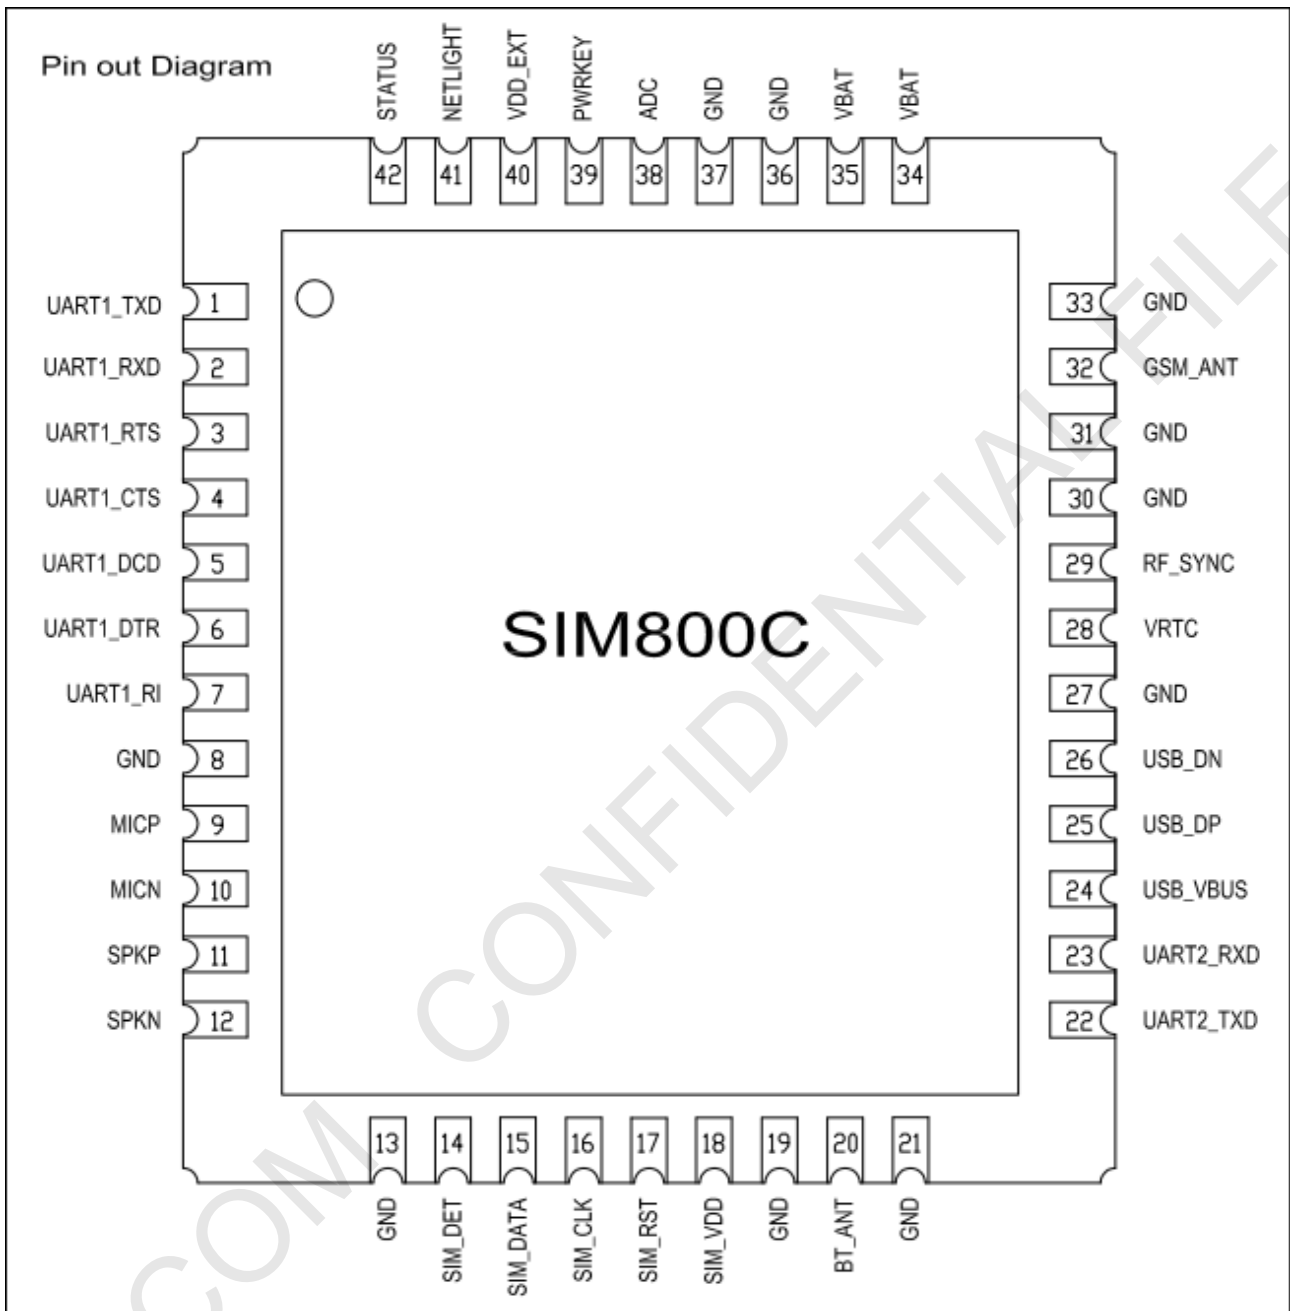 Pin out Diagram
STATUS
NETLIGHT
VDD_EXT
PWRKEY
ADC
GND
GND
VBAT
VBAT
42
41
40
39
38
37
36
35
34
UART1_TXD 1
UART1_RXD 2
UART1_RTS 3
UART1_CTS 4
UART1_DCD 5
UART1_DTR 6
UART1_RI 7
GND 8
MICP 9
MICN 10
SPKP 11
SPKN 12
SIM800C
33 GND
32 GSM_ANT
31 GND
30 GND
29 RF_SYNC
28 VRTC
27 GND
26 USB_DN
25 USB_DP
24 USB_VBUS
23 UART2_RXD
22 UART2_TXD
13
14
15
16
17
18
19
20
21
GND
SIM_DET
SIM_DATA
SIM_CLK
SIM_RST
SIM_VDD
GND
BT_ANT
GND
COM CONFIDENTIAL FILE